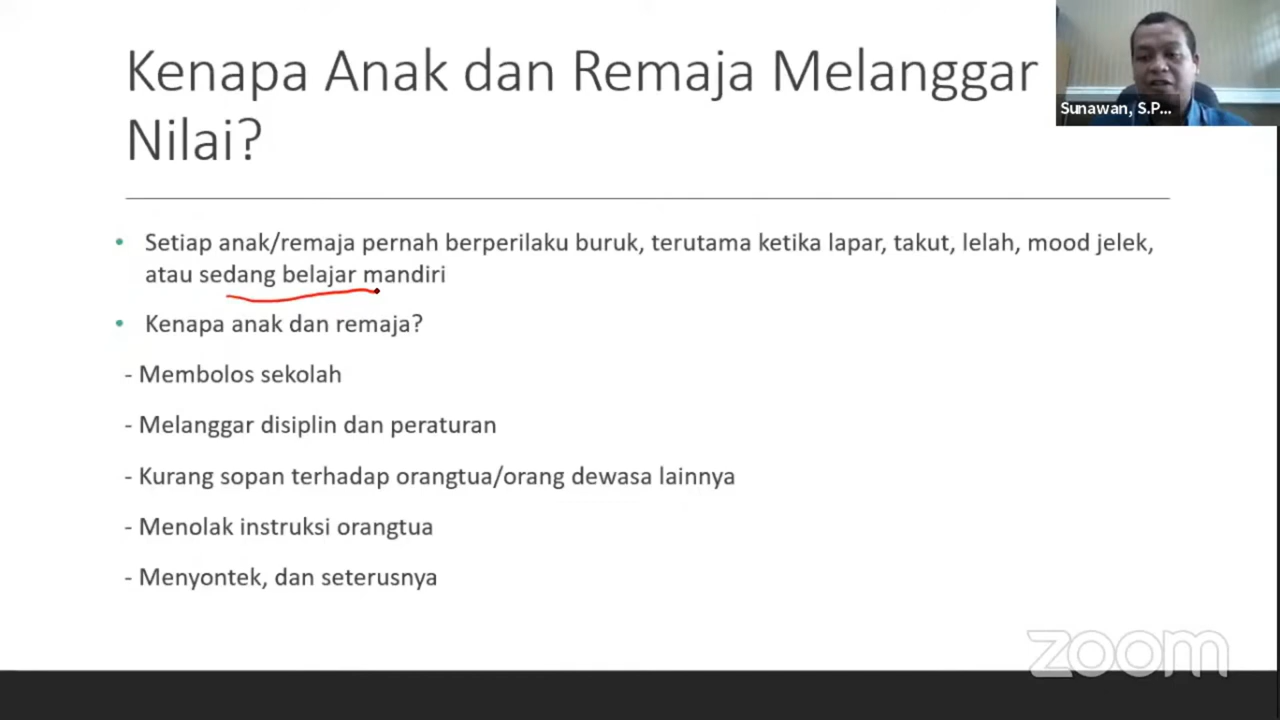 Kenapa Anak dan Remaja Melanggar
Nilai?
Sunawan, S.P...
• Setiap anak/remaja pernah berperilaku buruk, terutama ketika lapar, takut, lelah, mood jelek,
atau sedang belajar mandiri
• Kenapa anak dan remaja?
- Membolos sekolah
- Melanggar disiplin dan peraturan
- Kurang sopan terhadap orangtua/orang dewasa lainnya
- Menolak instruksi orangtua
- Menyontek, dan seterusnya
zoom